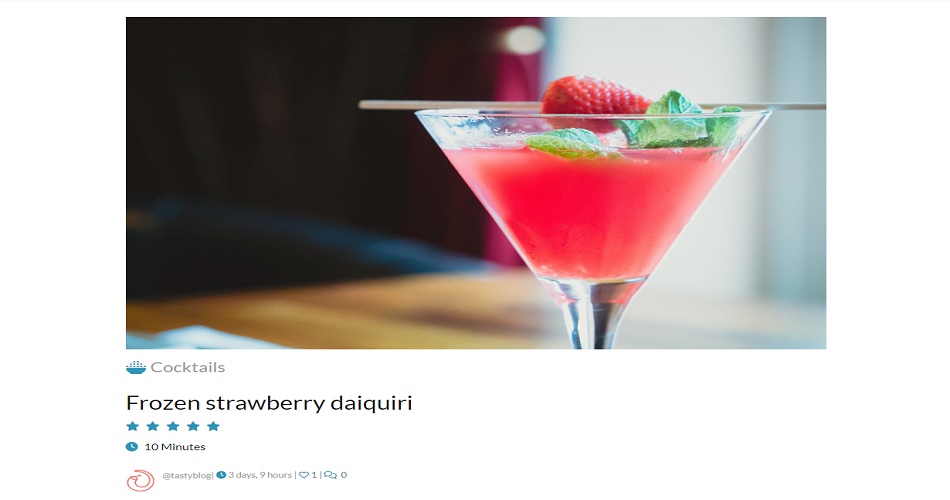 Cocktails
Frozen strawberry daiquiri
10 Minutes
@tastyblog| 3 days, 9 hours | 1 | 0